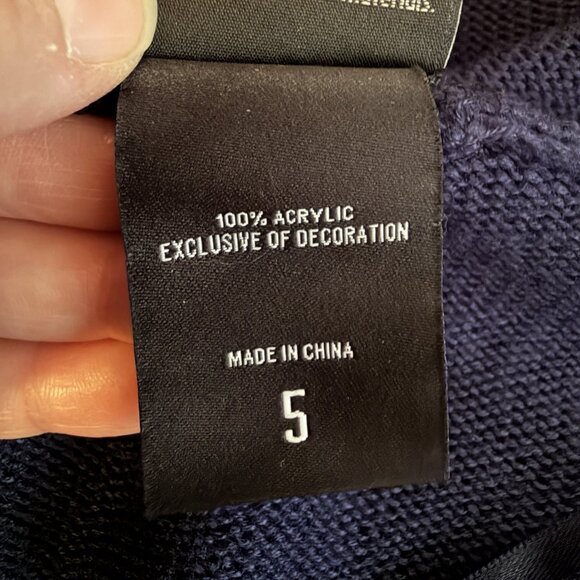 100% ACRYLIC
EXCLUSIVE OF DECORATION
MADE IN CHINA
5